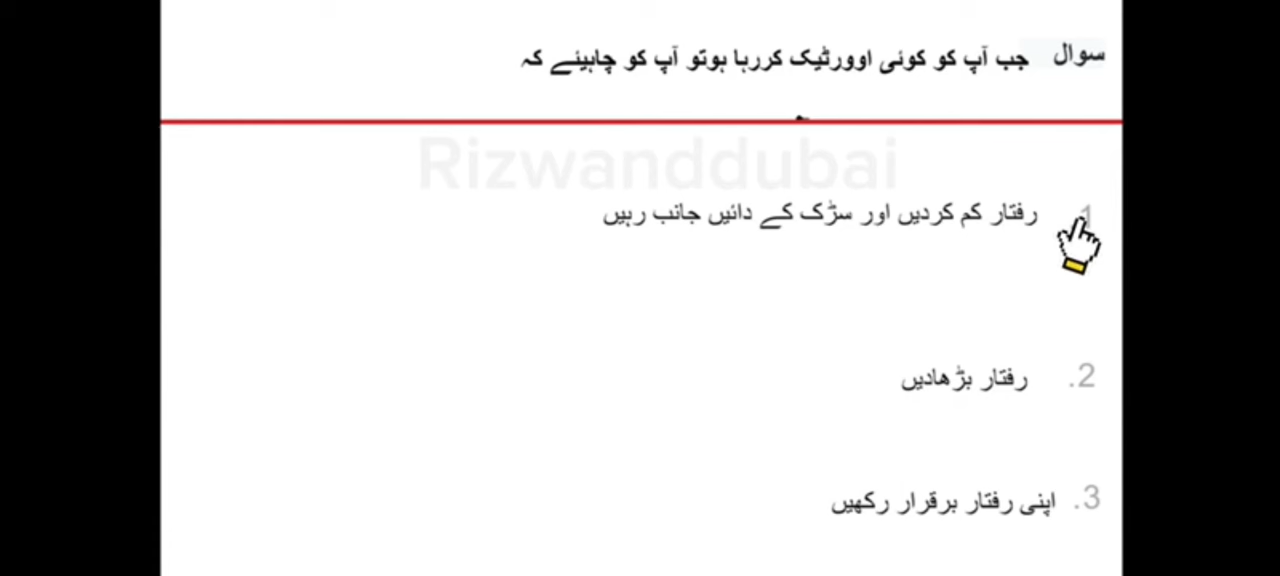 سوال جب آپ کو کوئی اوورٹیک کررہا ہوتو آپ کو چاہیئے کہ
Rizwanddubai
1 رفتار کم کردیں اور سڑک کے دائیں جانب رہیں
2. رفتار بڑھادیں
3. اپنی رفتار برقرار رکھیں